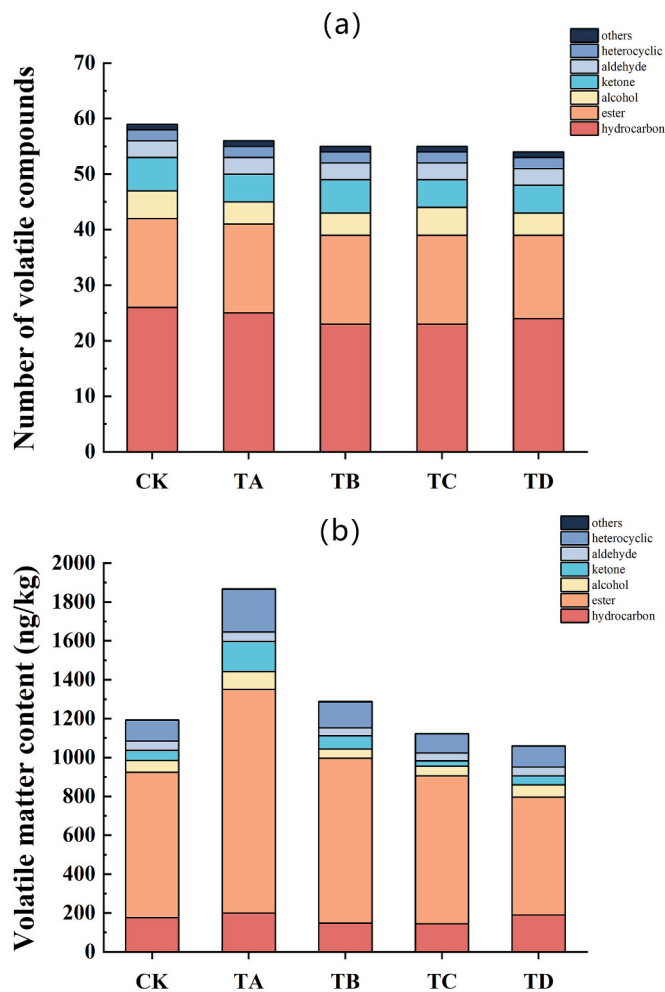 (a)
others
heterocyclic
aldehyde
ketone
alcohol
ester
hydrocarbon
Number of volatile compounds
70
60
50
40
30
20
10
0
CK TA TB TC TD
(b)
others
heterocyclic
aldehyde
ketone
alcohol
ester
hydrocarbon
Volatile matter content (ng/kg)
2000
1800
1600
1400
1200
1000
800
600
400
200
0
CK TA TB TC TD